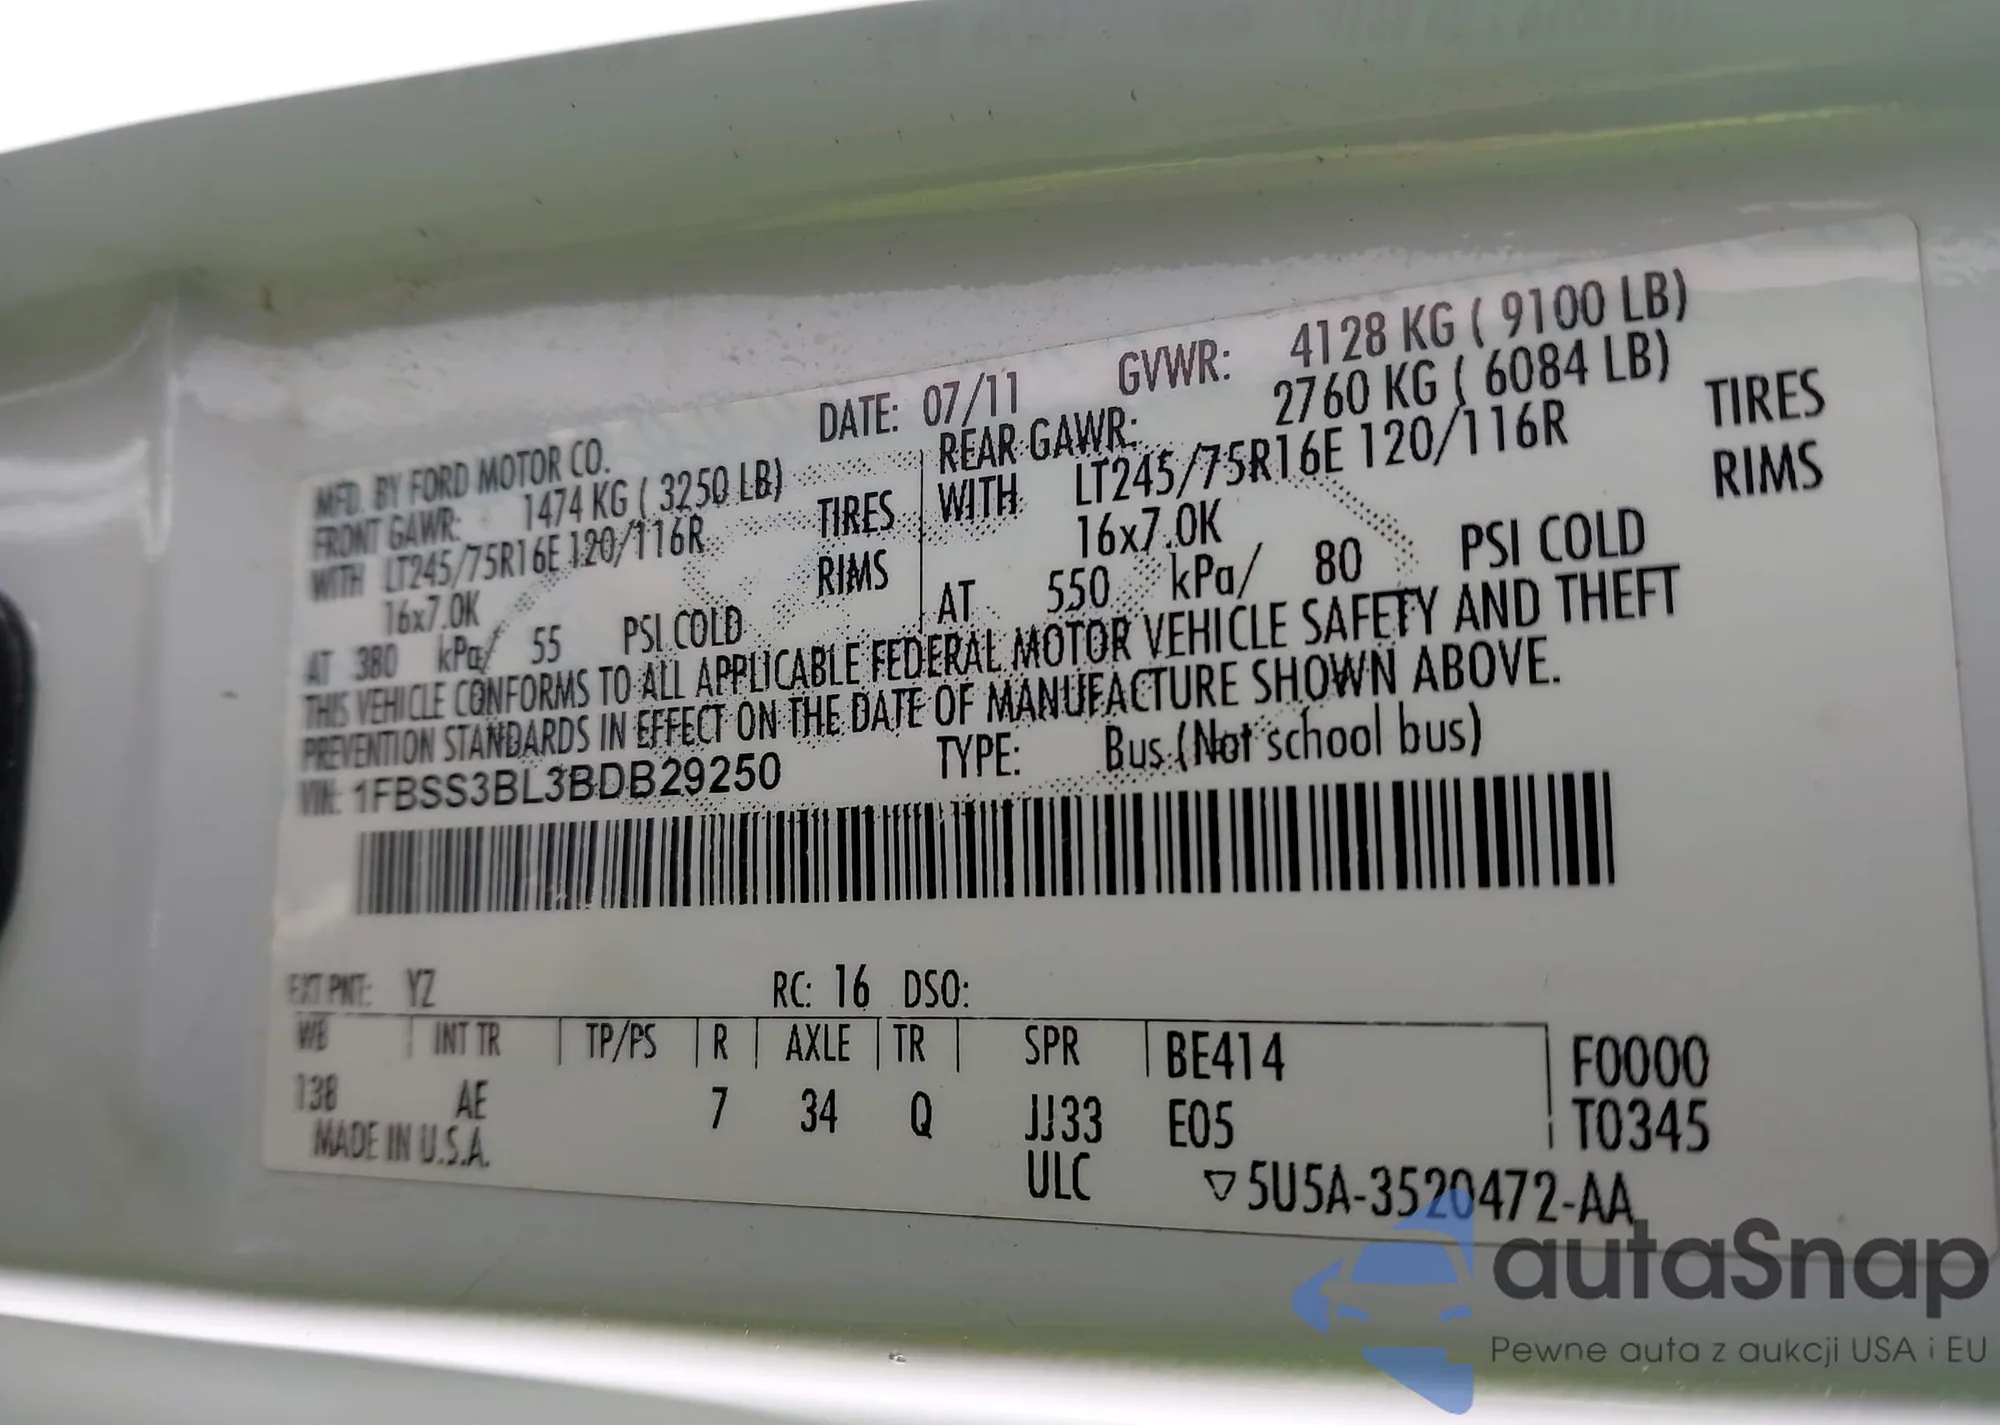 MFD. BY FORD MOTOR CO.
DATE: 07/11
GVWR: 4128 KG ( 9100 LB)
FRONT GAWR: 1474 KG ( 3250 LB)
REAR GAWR: 2760 KG ( 6084 LB)
WITH LT245/75R16E 120/116R TIRES
WITH LT245/75R16E 120/116R TIRES
16x7.0K RIMS
16x7.0K RIMS
AT 380 kPa/ 55 PSI COLD
AT 550 kPa/ 80 PSI COLD
THIS VEHICLE CONFORMS TO ALL APPLICABLE FEDERAL MOTOR VEHICLE SAFETY AND THEFT
PREVENTION STANDARDS IN EFFECT ON THE DATE OF MANUFACTURE SHOWN ABOVE.
VIN: 1FBSS3BL3BDB29250
TYPE: Bus (Not school bus)
EXT PNT: YZ RC: 16 DSO:
WB INT TR TP/PS R AXLE TR SPR BE414 F0000
138 AE 7 34 Q JJ33 E05 T0345
MADE IN U.S.A. ULC ▽5U5A-3520472-AA
autaSnap
Pewne auta z aukcji USA i EU